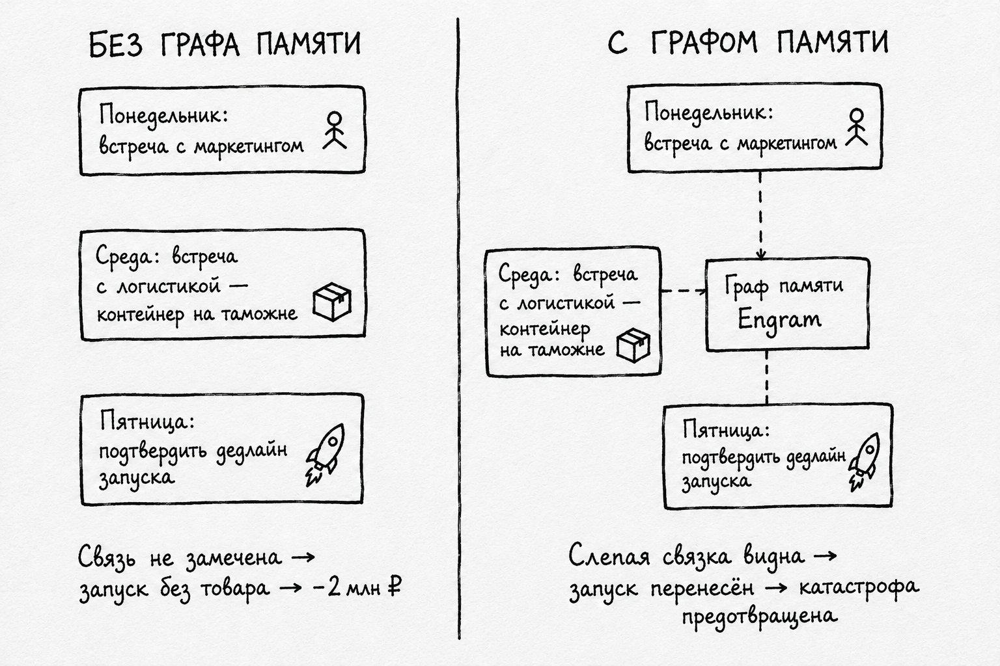 БЕЗ ГРАФА ПАМЯТИ
Понедельник:
встреча с маркетингом
Среда: встреча
с логистикой —
контейнер на таможне
Пятница:
подтвердить дедлайн
запуска
Связь не замечена →
запуск без товара → -2 млн ₽
С ГРАФОМ ПАМЯТИ
Понедельник:
встреча с маркетингом
Среда: встреча
с логистикой —
контейнер
на таможне
Граф памяти
Engram
Пятница:
подтвердить дедлайн
запуска
Слепая связка видна →
запуск перенесён → катастрофа
предотвращена